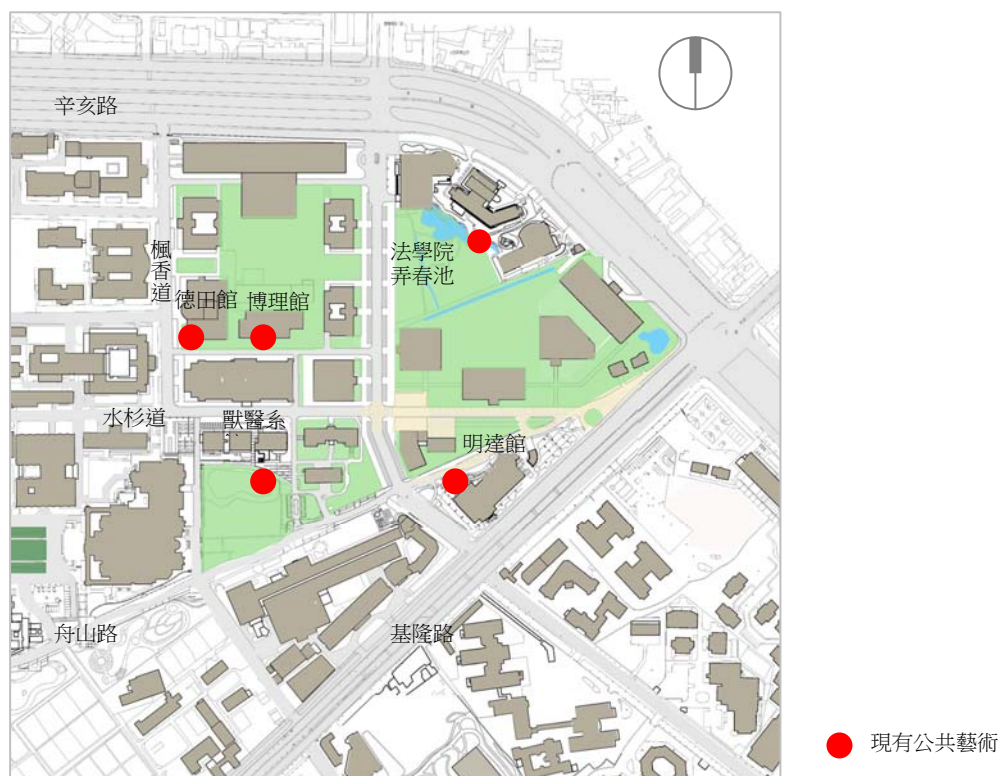 辛亥路
楓香道
法學院
弄春池
德田館
博理館
水杉道
獸醫系
明達館
舟山路
基隆路
現有公共藝術